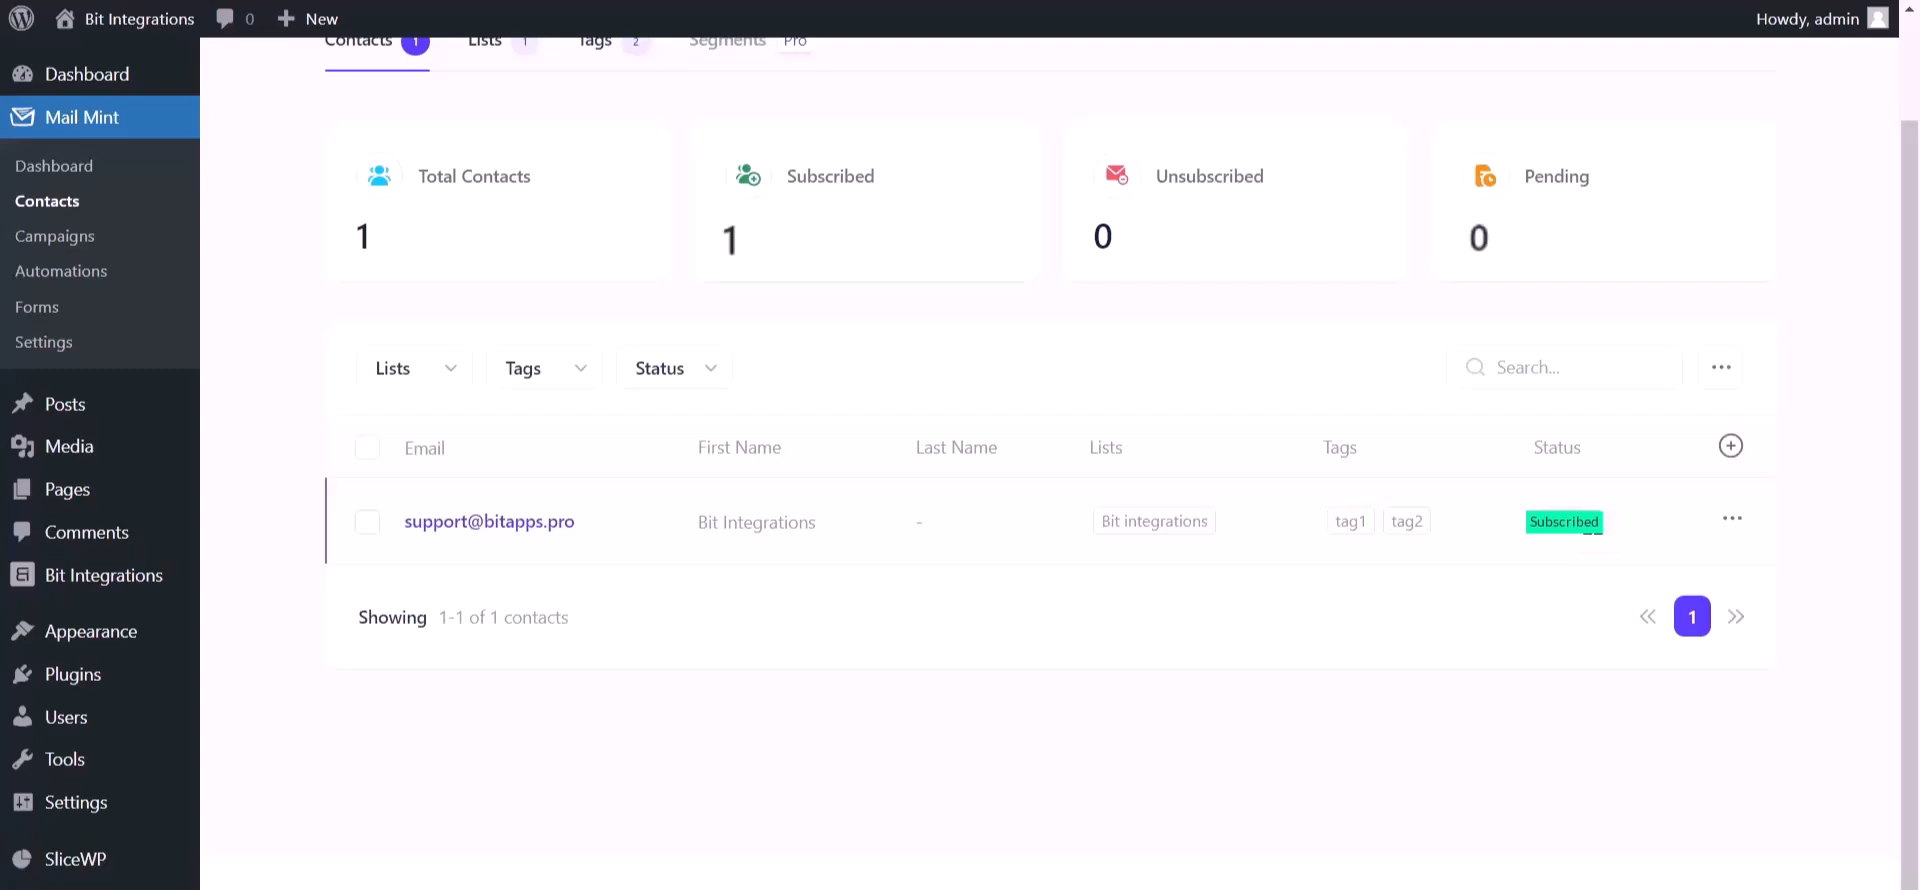 Bit Integrations 0 New Howdy, admin
Contacts 1 Lists 1 Tags 2 Segments Pro
Dashboard
Mail Mint
Dashboard
Contacts
Campaigns
Automations
Forms
Settings
Posts
Media
Pages
Comments
Bit Integrations
Appearance
Plugins
Users
Tools
Settings
SliceWP
Total Contacts
1
Subscribed
1
Unsubscribed
0
Pending
0
Lists Tags Status Search... ...
Email First Name Last Name Lists Tags Status
support@bitapps.pro Bit Integrations - Bit integrations tag1 tag2 Subscribed ...
Showing 1-1 of 1 contacts « 1 »